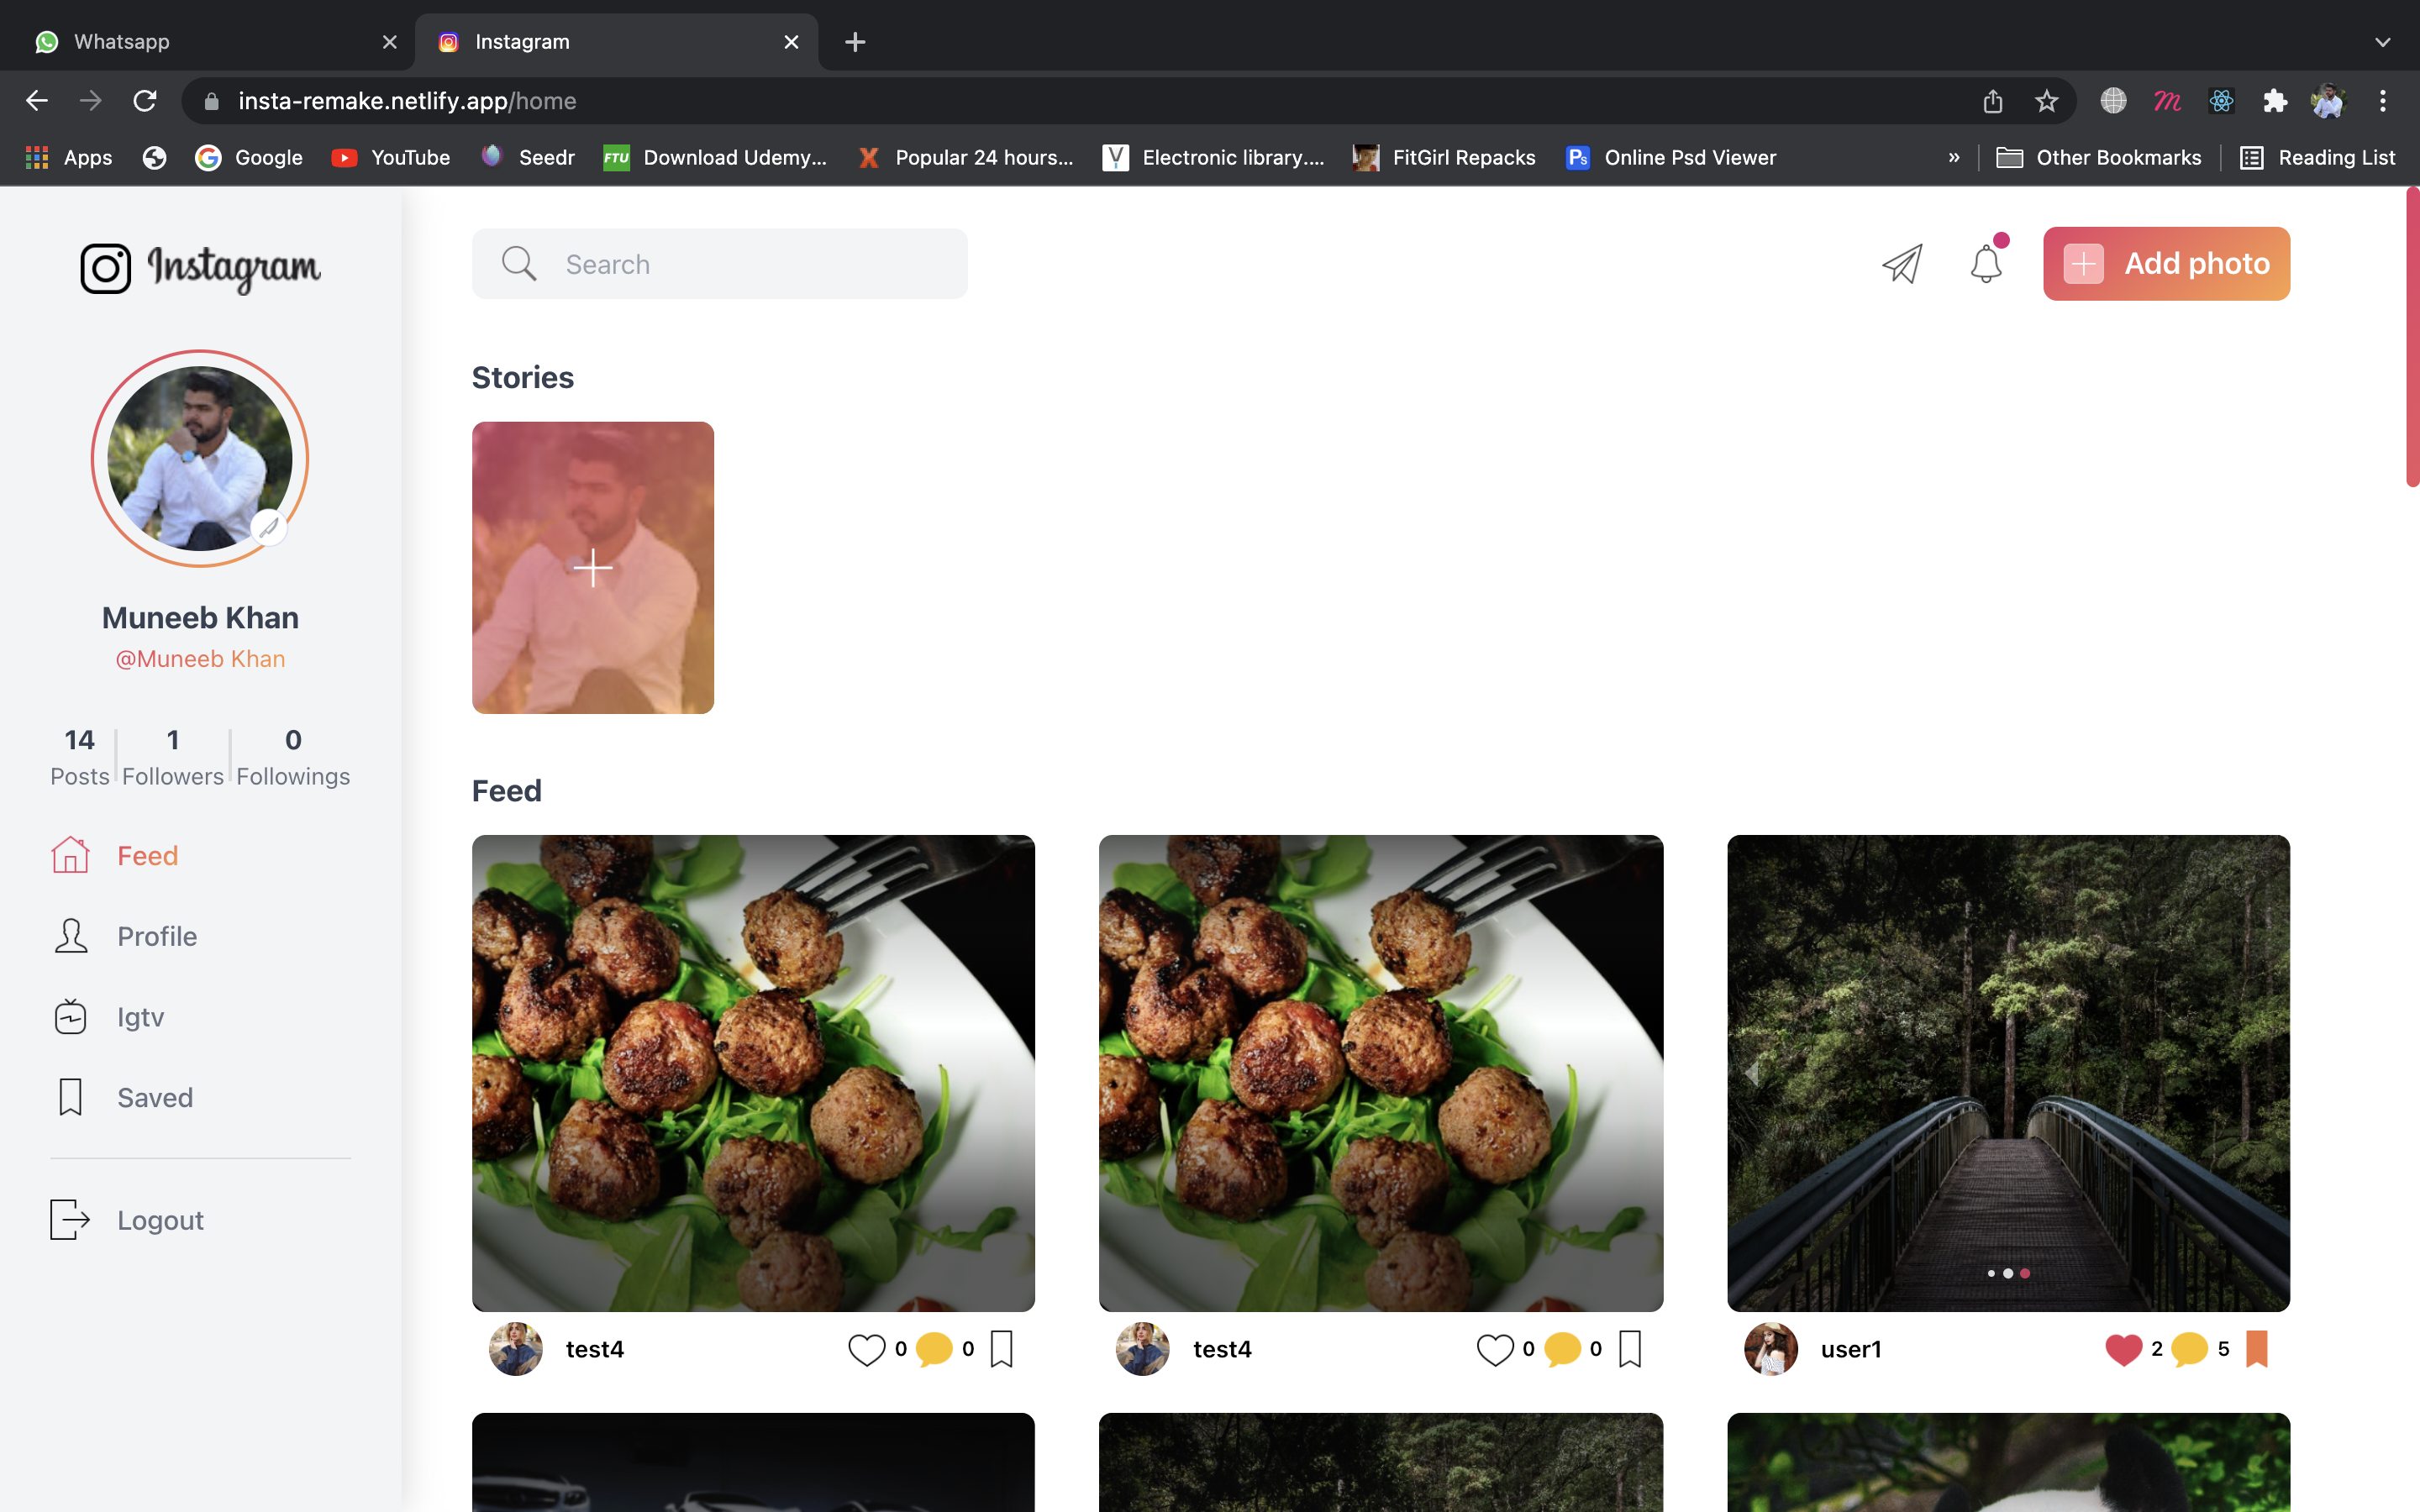 Whatsapp
Instagram
insta-remake.netlify.app/home
Apps
Google
YouTube
Seedr
FTU
Download Udemy...
Popular 24 hours...
Electronic library....
FitGirl Repacks
Ps
Online Psd Viewer
»
Other Bookmarks
Reading List
Instagram
Search
Add photo
Stories
Muneeb Khan
@Muneeb Khan
14 1 0
Posts Followers Followings
Feed
Profile
Igtv
Saved
Logout
Feed
test4 0 0
test4 0 0
user1 2 5